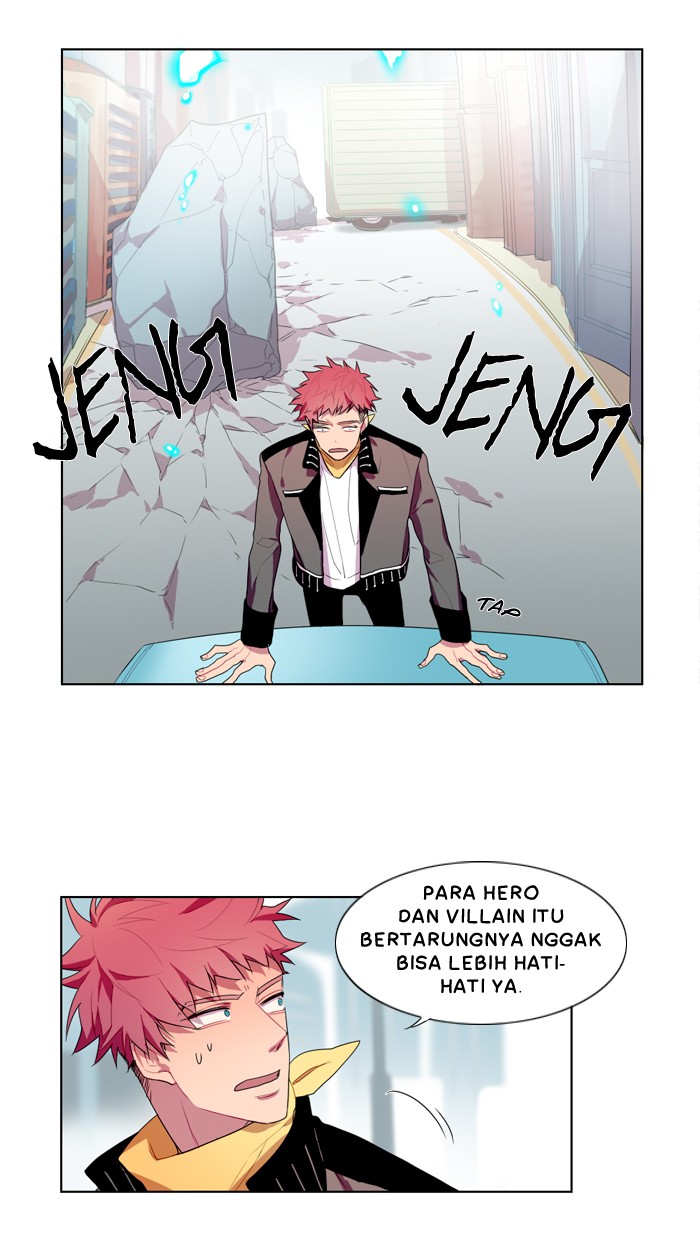 JENG
JENG
TAP
PARA HERO
DAN VILLAIN ITU
BERTARUNGNYA NGGAK
BISA LEBIH HATI-
HATI YA.